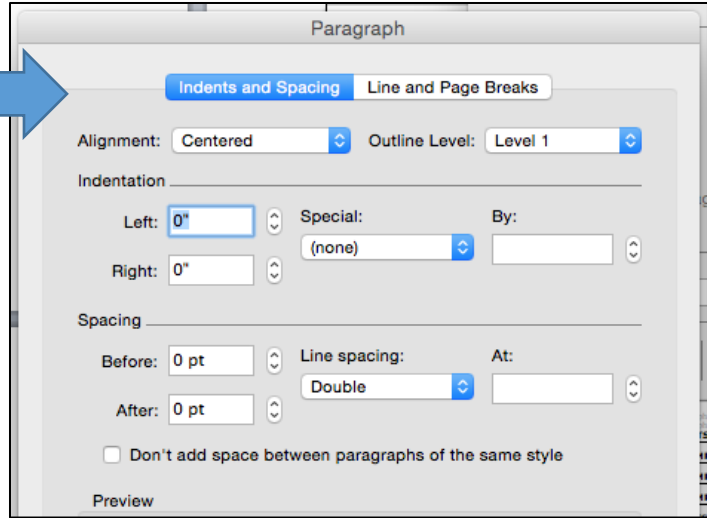 Paragraph
Indents and Spacing Line and Page Breaks
Alignment: Centered Outline Level: Level 1
Indentation
Left: 0" Special: By:
(none)
Right: 0"
Spacing
Before: 0 pt Line spacing: At:
Double
After: 0 pt
Don't add space between paragraphs of the same style
Preview